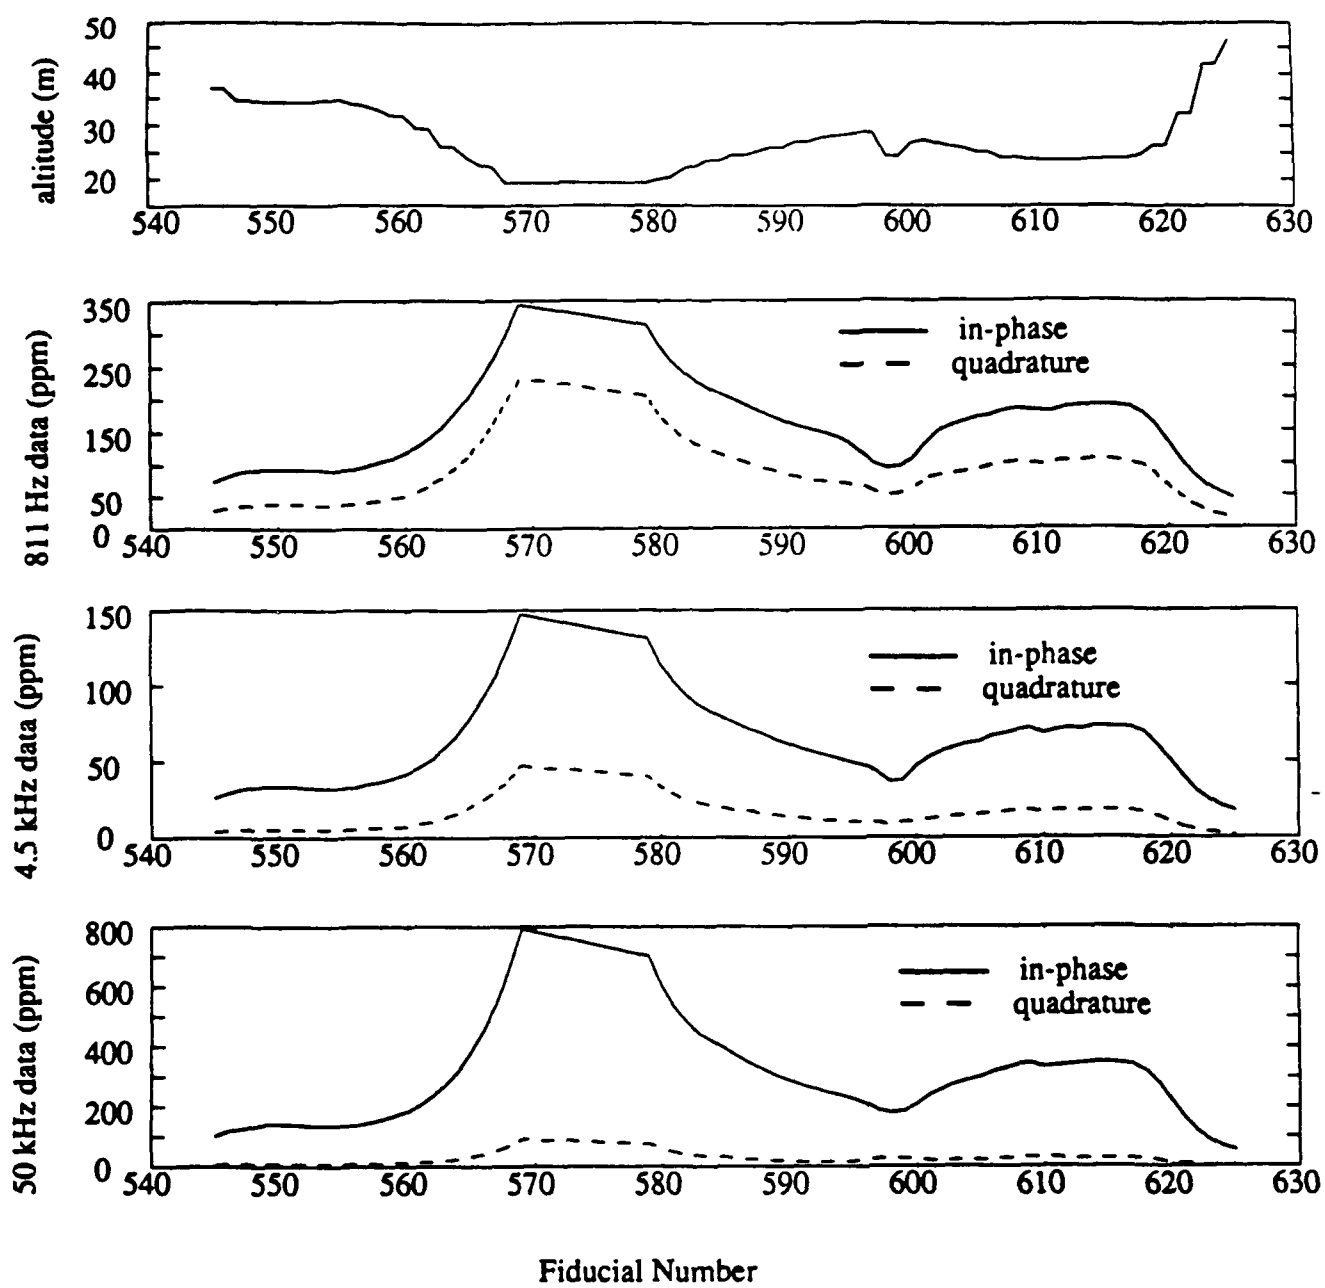 altitude (m)
50
40
30
20
540 550 560 570 580 590 600 610 620 630
811 Hz data (ppm)
350
250
150
50
0
in-phase
quadrature
540 550 560 570 580 590 600 610 620 630
4.5 kHz data (ppm)
150
100
50
0
in-phase
quadrature
540 550 560 570 580 590 600 610 620 630
50 kHz data (ppm)
800
600
400
200
0
in-phase
quadrature
540 550 560 570 580 590 600 610 620 630
Fiducial Number